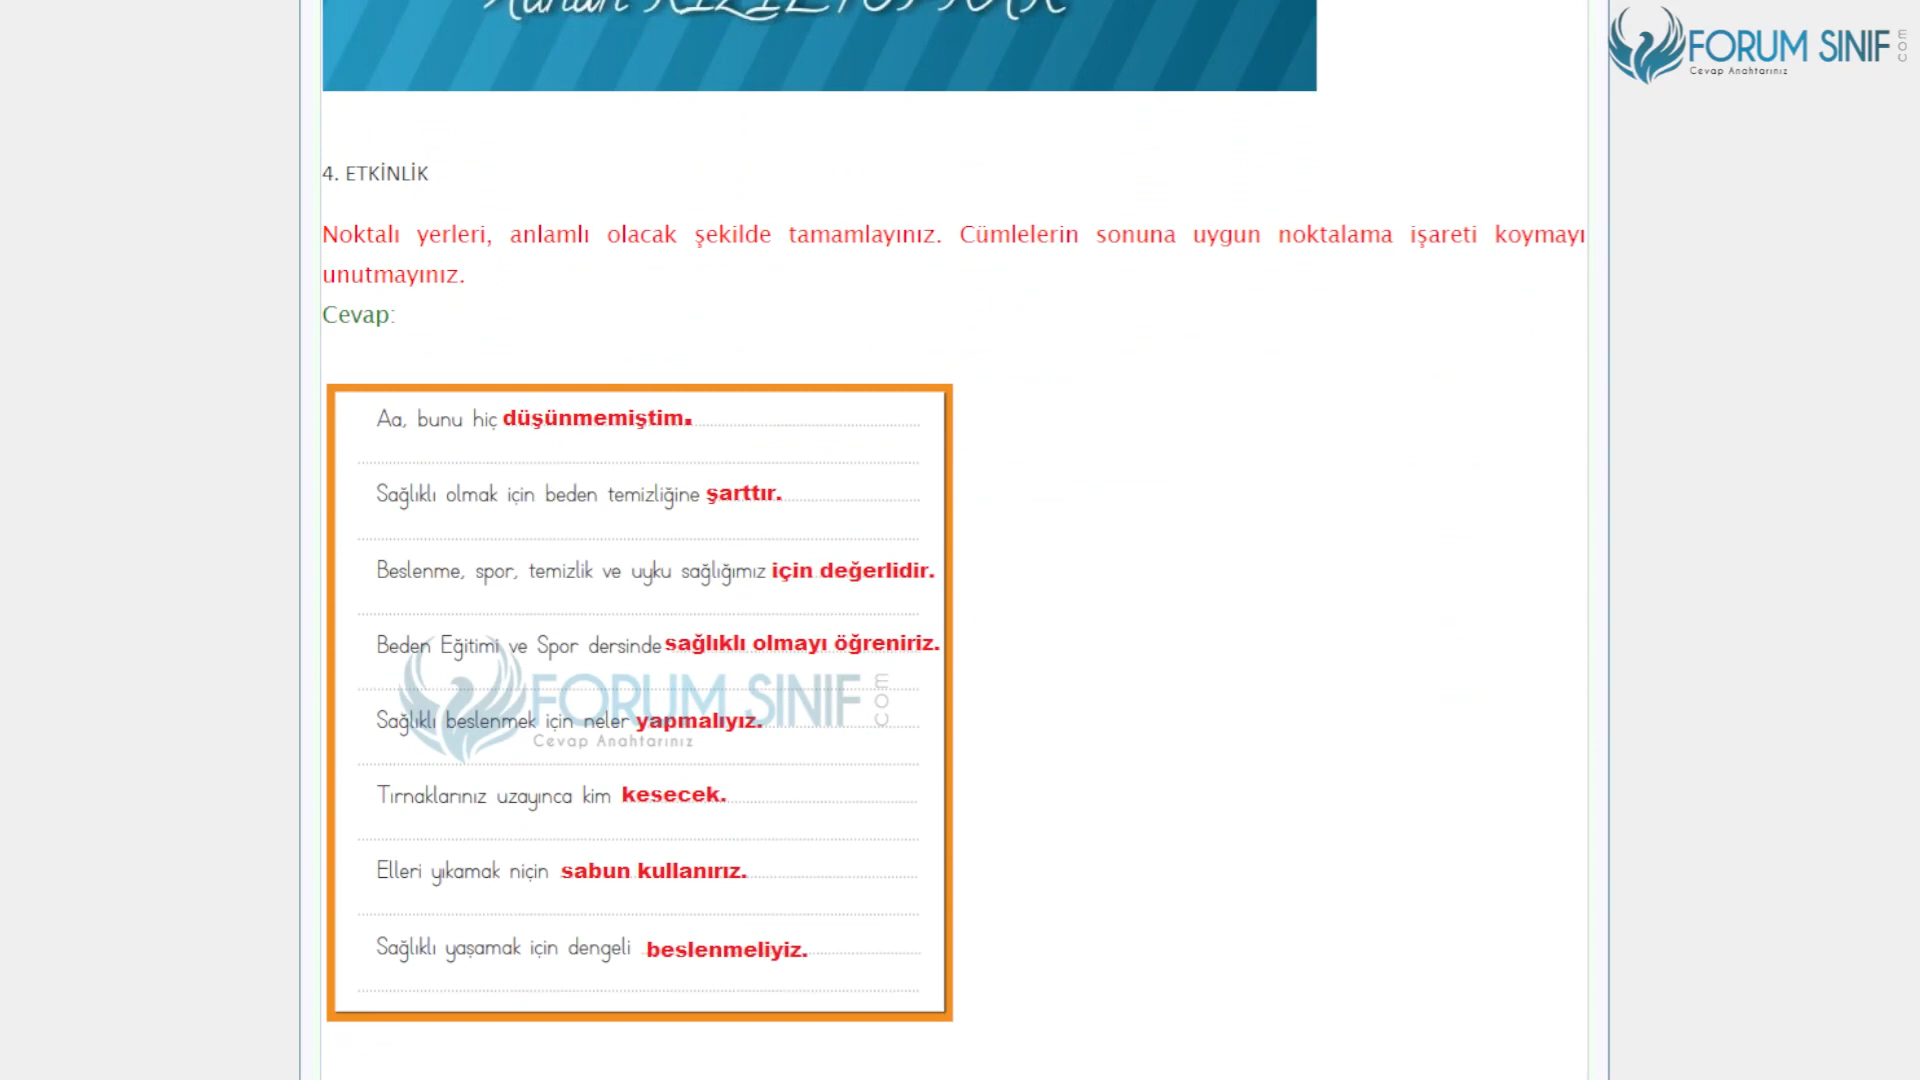 FORUM SINIF
com
Cevap Anahtarınız
4. ETKİNLİK
Noktalı yerleri, anlamlı olacak şekilde tamamlayınız. Cümlelerin sonuna uygun noktalama işareti koymayı
unutmayınız.
Cevap:
Aa, bunu hiç düşünmemiştim.
Sağlıklı olmak için beden temizliğine şarttır.
Beslenme, spor, temizlik ve uyku sağlığımız için değerlidir.
Beden Eğitimi ve Spor dersinde sağlıklı olmayı öğreniriz.
FORUM SINIF
com
Sağlıklı beslenmek için neler yapmalıyız.
Cevap Anahtarınız
Tırnaklarınız uzayınca kim kesecek.
Elleri yıkamak niçin sabun kullanırız.
Sağlıklı yaşamak için dengeli beslenmeliyiz.